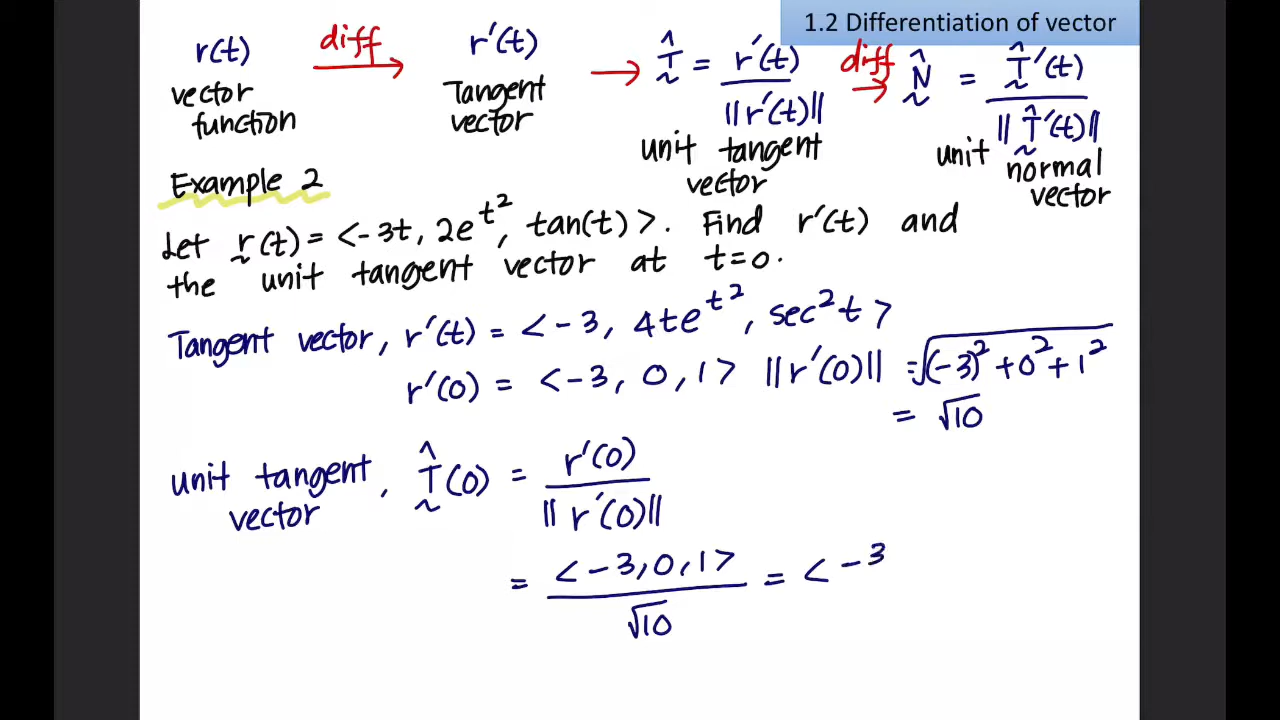 1.2 Differentiation of vector
r(t) diff r'(t) → T̂ = r'(t) / ||r'(t)|| diff N̂ = T̂'(t) / ||T̂'(t)||
vector function
Tangent vector
unit tangent vector
unit normal vector
Example 2
Let r(t) = <-3t, 2e^t², tan(t)>. Find r'(t) and
the unit tangent vector at t=0.
Tangent vector, r'(t) = <-3, 4te^t², sec²t>
r'(0) = <-3, 0, 1> ||r'(0)|| = √((-3)² + 0² + 1²)
= √10
unit tangent vector, T̂(0) = r'(0) / ||r'(0)||
= <-3, 0, 1> / √10 = < -3